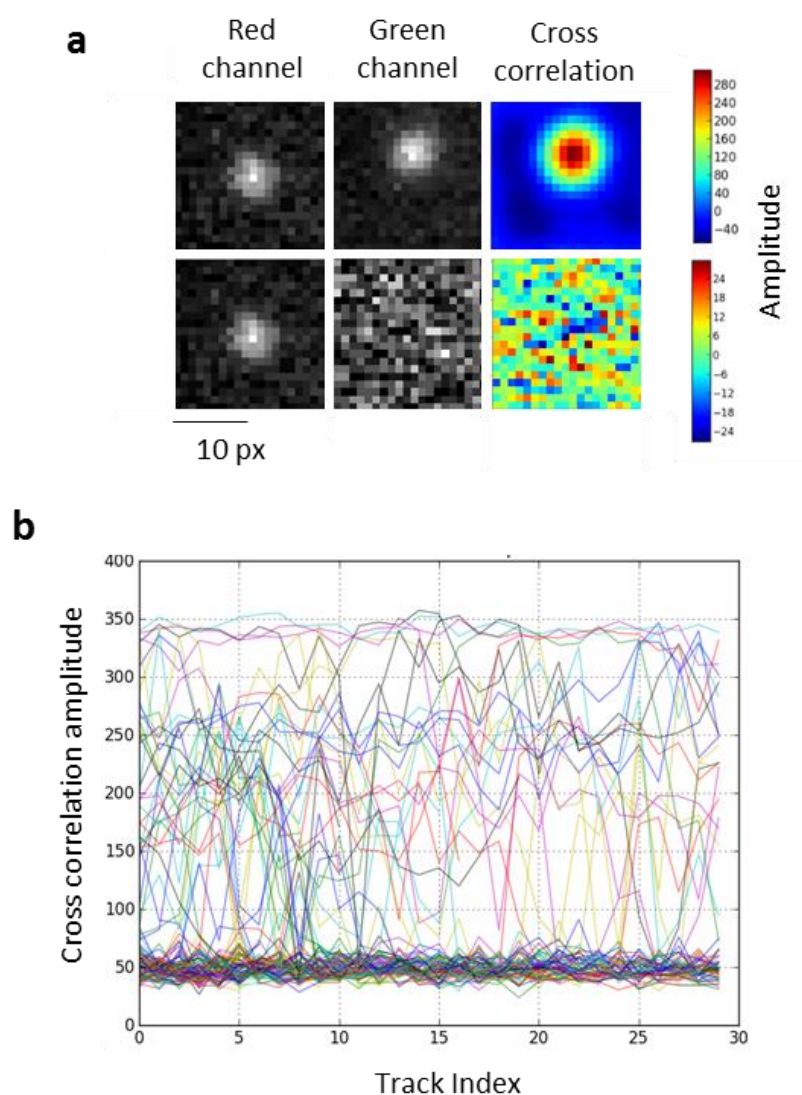 a
Red channel
Green channel
Cross correlation
280
240
200
160
120
80
40
0
−40
24
18
12
6
0
−6
−12
−18
−24
Amplitude
10 px
b
400
350
300
250
200
150
100
50
0
Cross correlation amplitude
0 5 10 15 20 25 30
Track Index